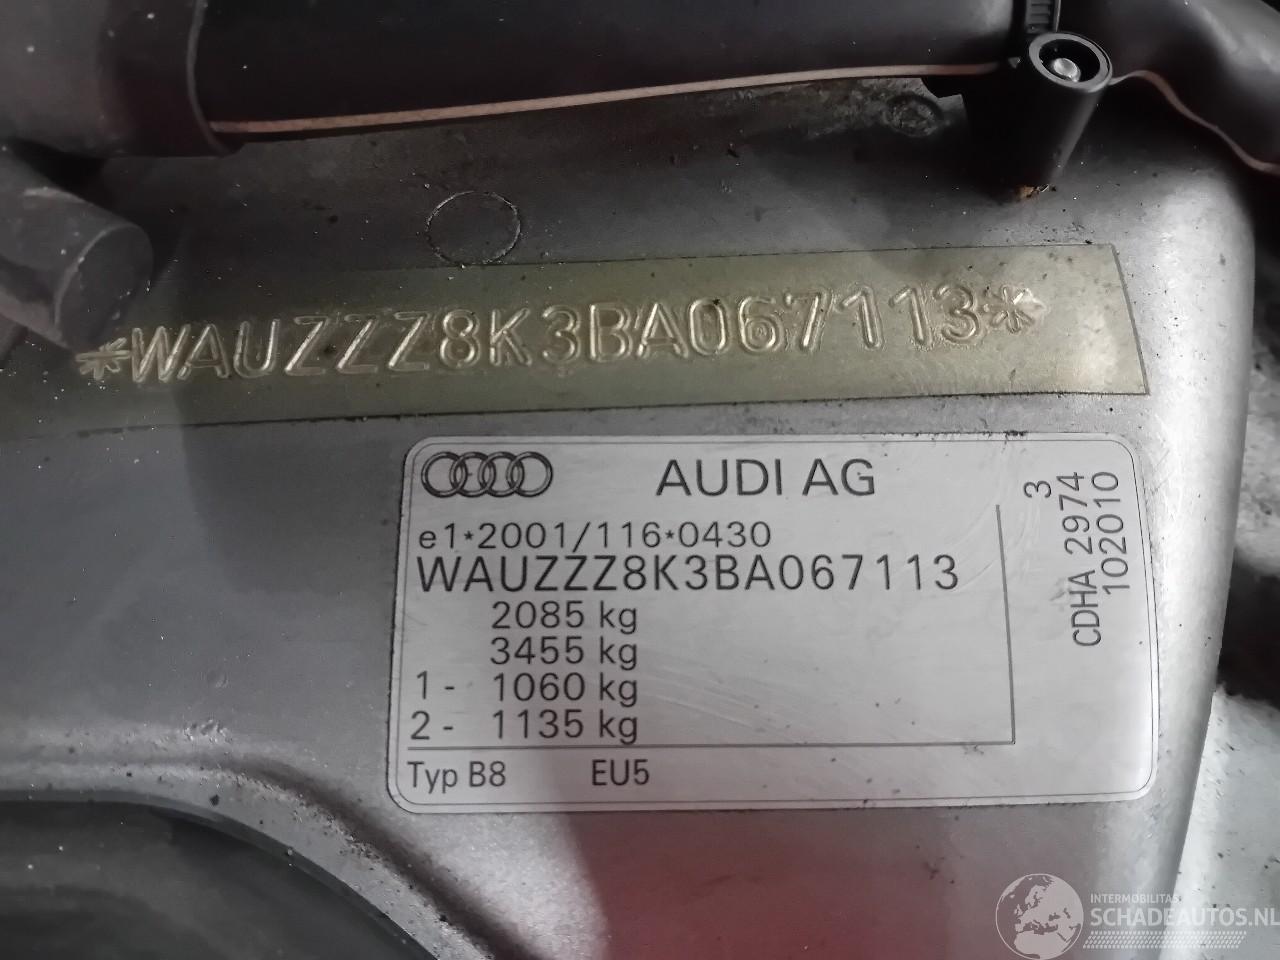 *WAUZZZ8K3BA067113*
AUDI AG
e1*2001/116*0430
WAUZZZ8K3BA067113
2085 kg
3455 kg
1 - 1060 kg
2 - 1135 kg
Typ B8 EU5
3
CDHA 2974
102010
INTERMOBILITAS
SCHADEAUTOS.NL